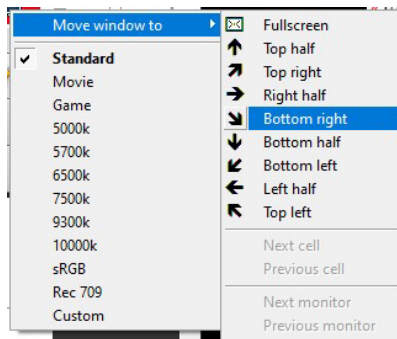 Move window to
Standard
Movie
Game
5000k
5700k
6500k
7500k
9300k
10000k
sRGB
Rec 709
Custom
Fullscreen
Top half
Top right
Right half
Bottom right
Bottom half
Bottom left
Left half
Top left
Next cell
Previous cell
Next monitor
Previous monitor